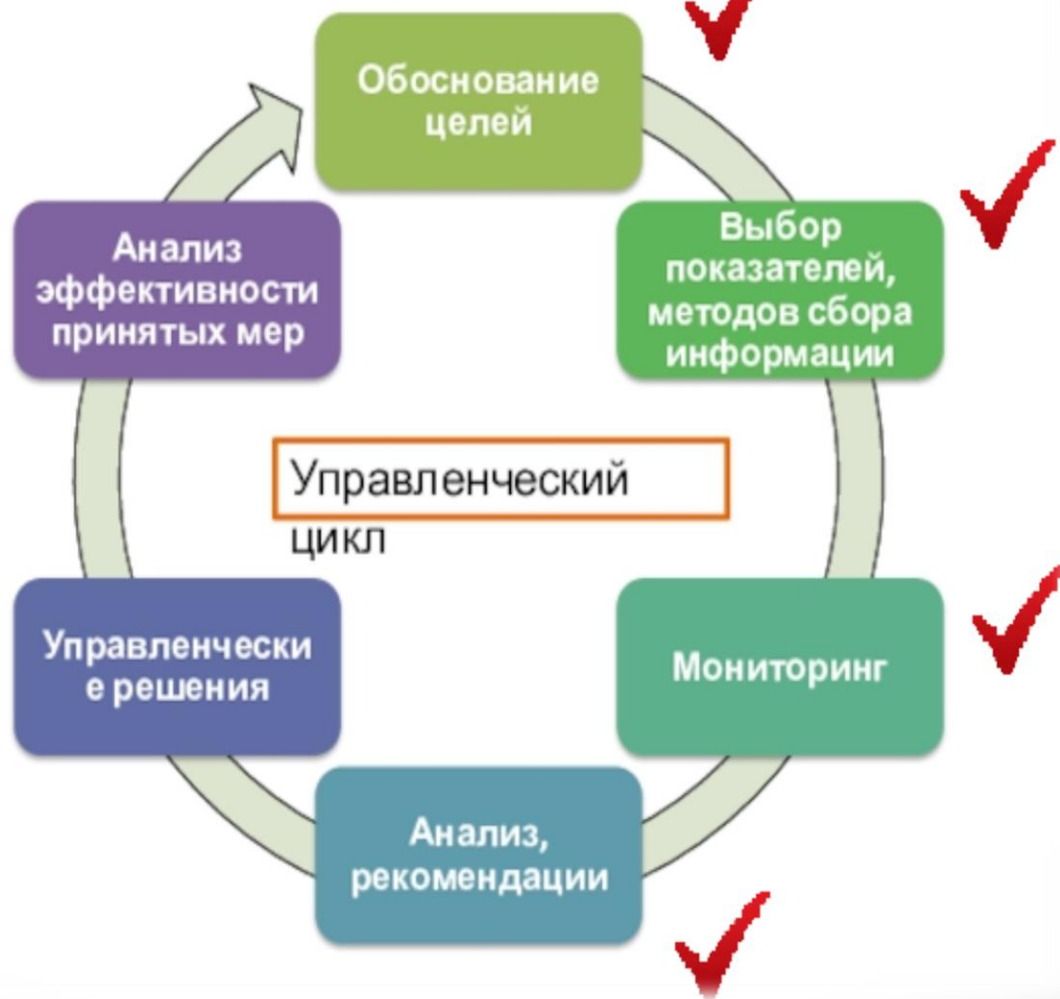 Обоснование
целей
Выбор
показателей,
методов сбора
информации
Мониторинг
Анализ,
рекомендации
Управленчески
е решения
Анализ
эффективности
принятых мер
Управленческий
цикл